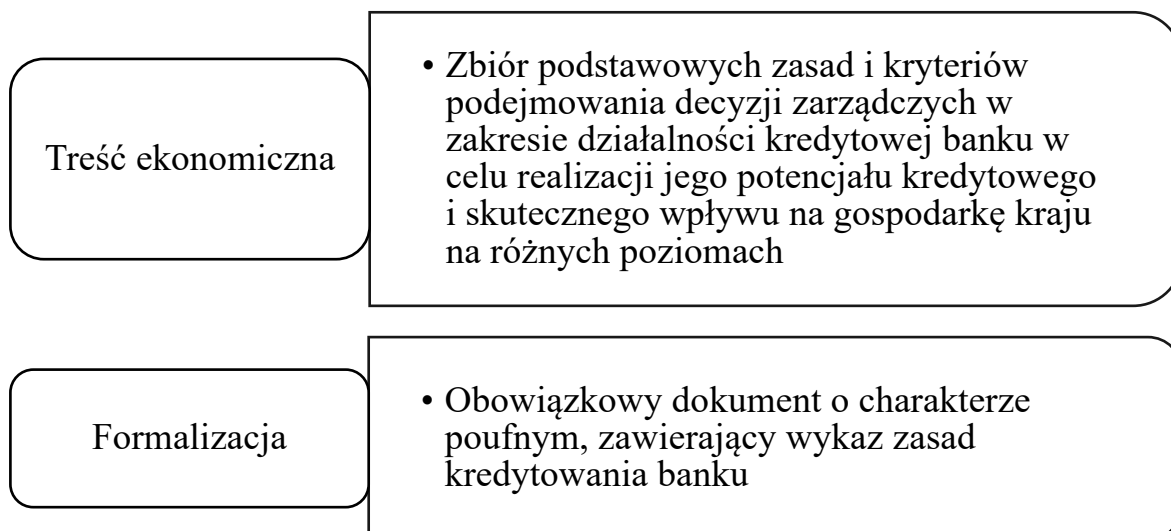 Treść ekonomiczna
• Zbiór podstawowych zasad i kryteriów
podejmowania decyzji zarządczych w
zakresie działalności kredytowej banku w
celu realizacji jego potencjału kredytowego
i skutecznego wpływu na gospodarkę kraju
na różnych poziomach
Formalizacja
• Obowiązkowy dokument o charakterze
poufnym, zawierający wykaz zasad
kredytowania banku